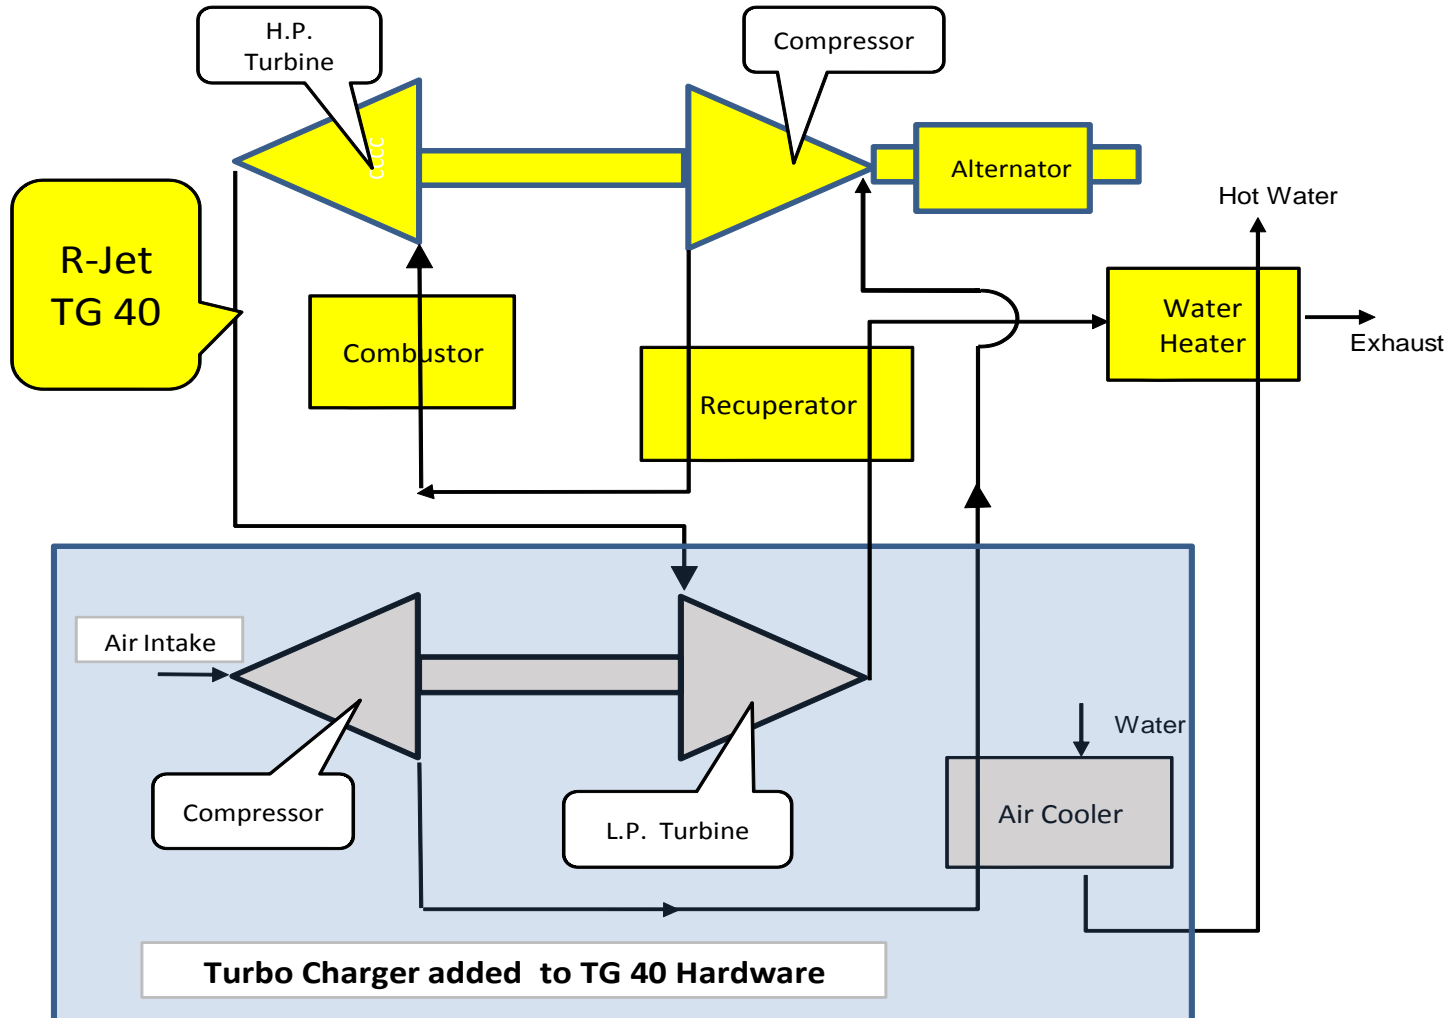 H.P.
Turbine
Compressor
CCCC
Alternator
R-Jet
TG 40
Hot Water
Water
Heater
Exhaust
Combustor
Recuperator
Air Intake
Water
Compressor
L.P. Turbine
Air Cooler
Turbo Charger added to TG 40 Hardware